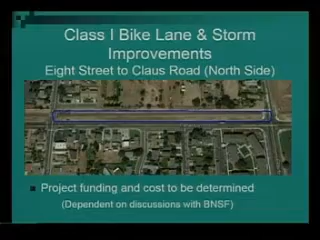 Class I Bike Lane & Storm
Improvements
Eight Street to Claus Road (North Side)
Project funding and cost to be determined
(Dependent on discussions with BNSF)